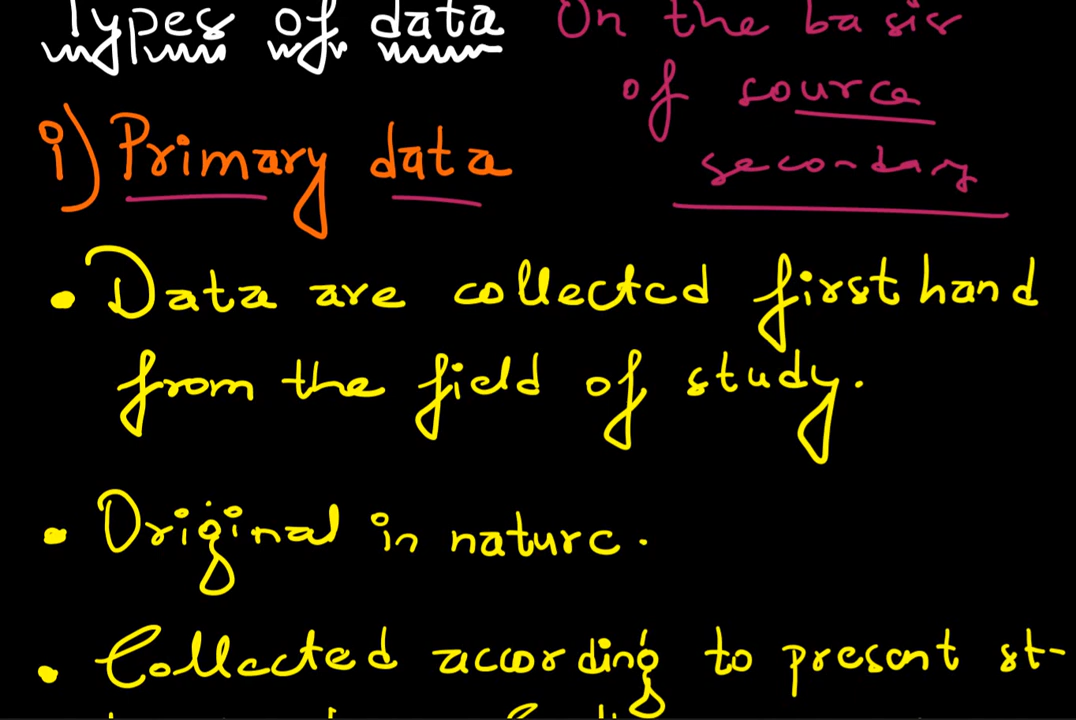 Types of data On the basis
of source
secondary
i) Primary data
• Data are collected first hand
from the field of study.
• Original in nature.
• Collected according to present st-